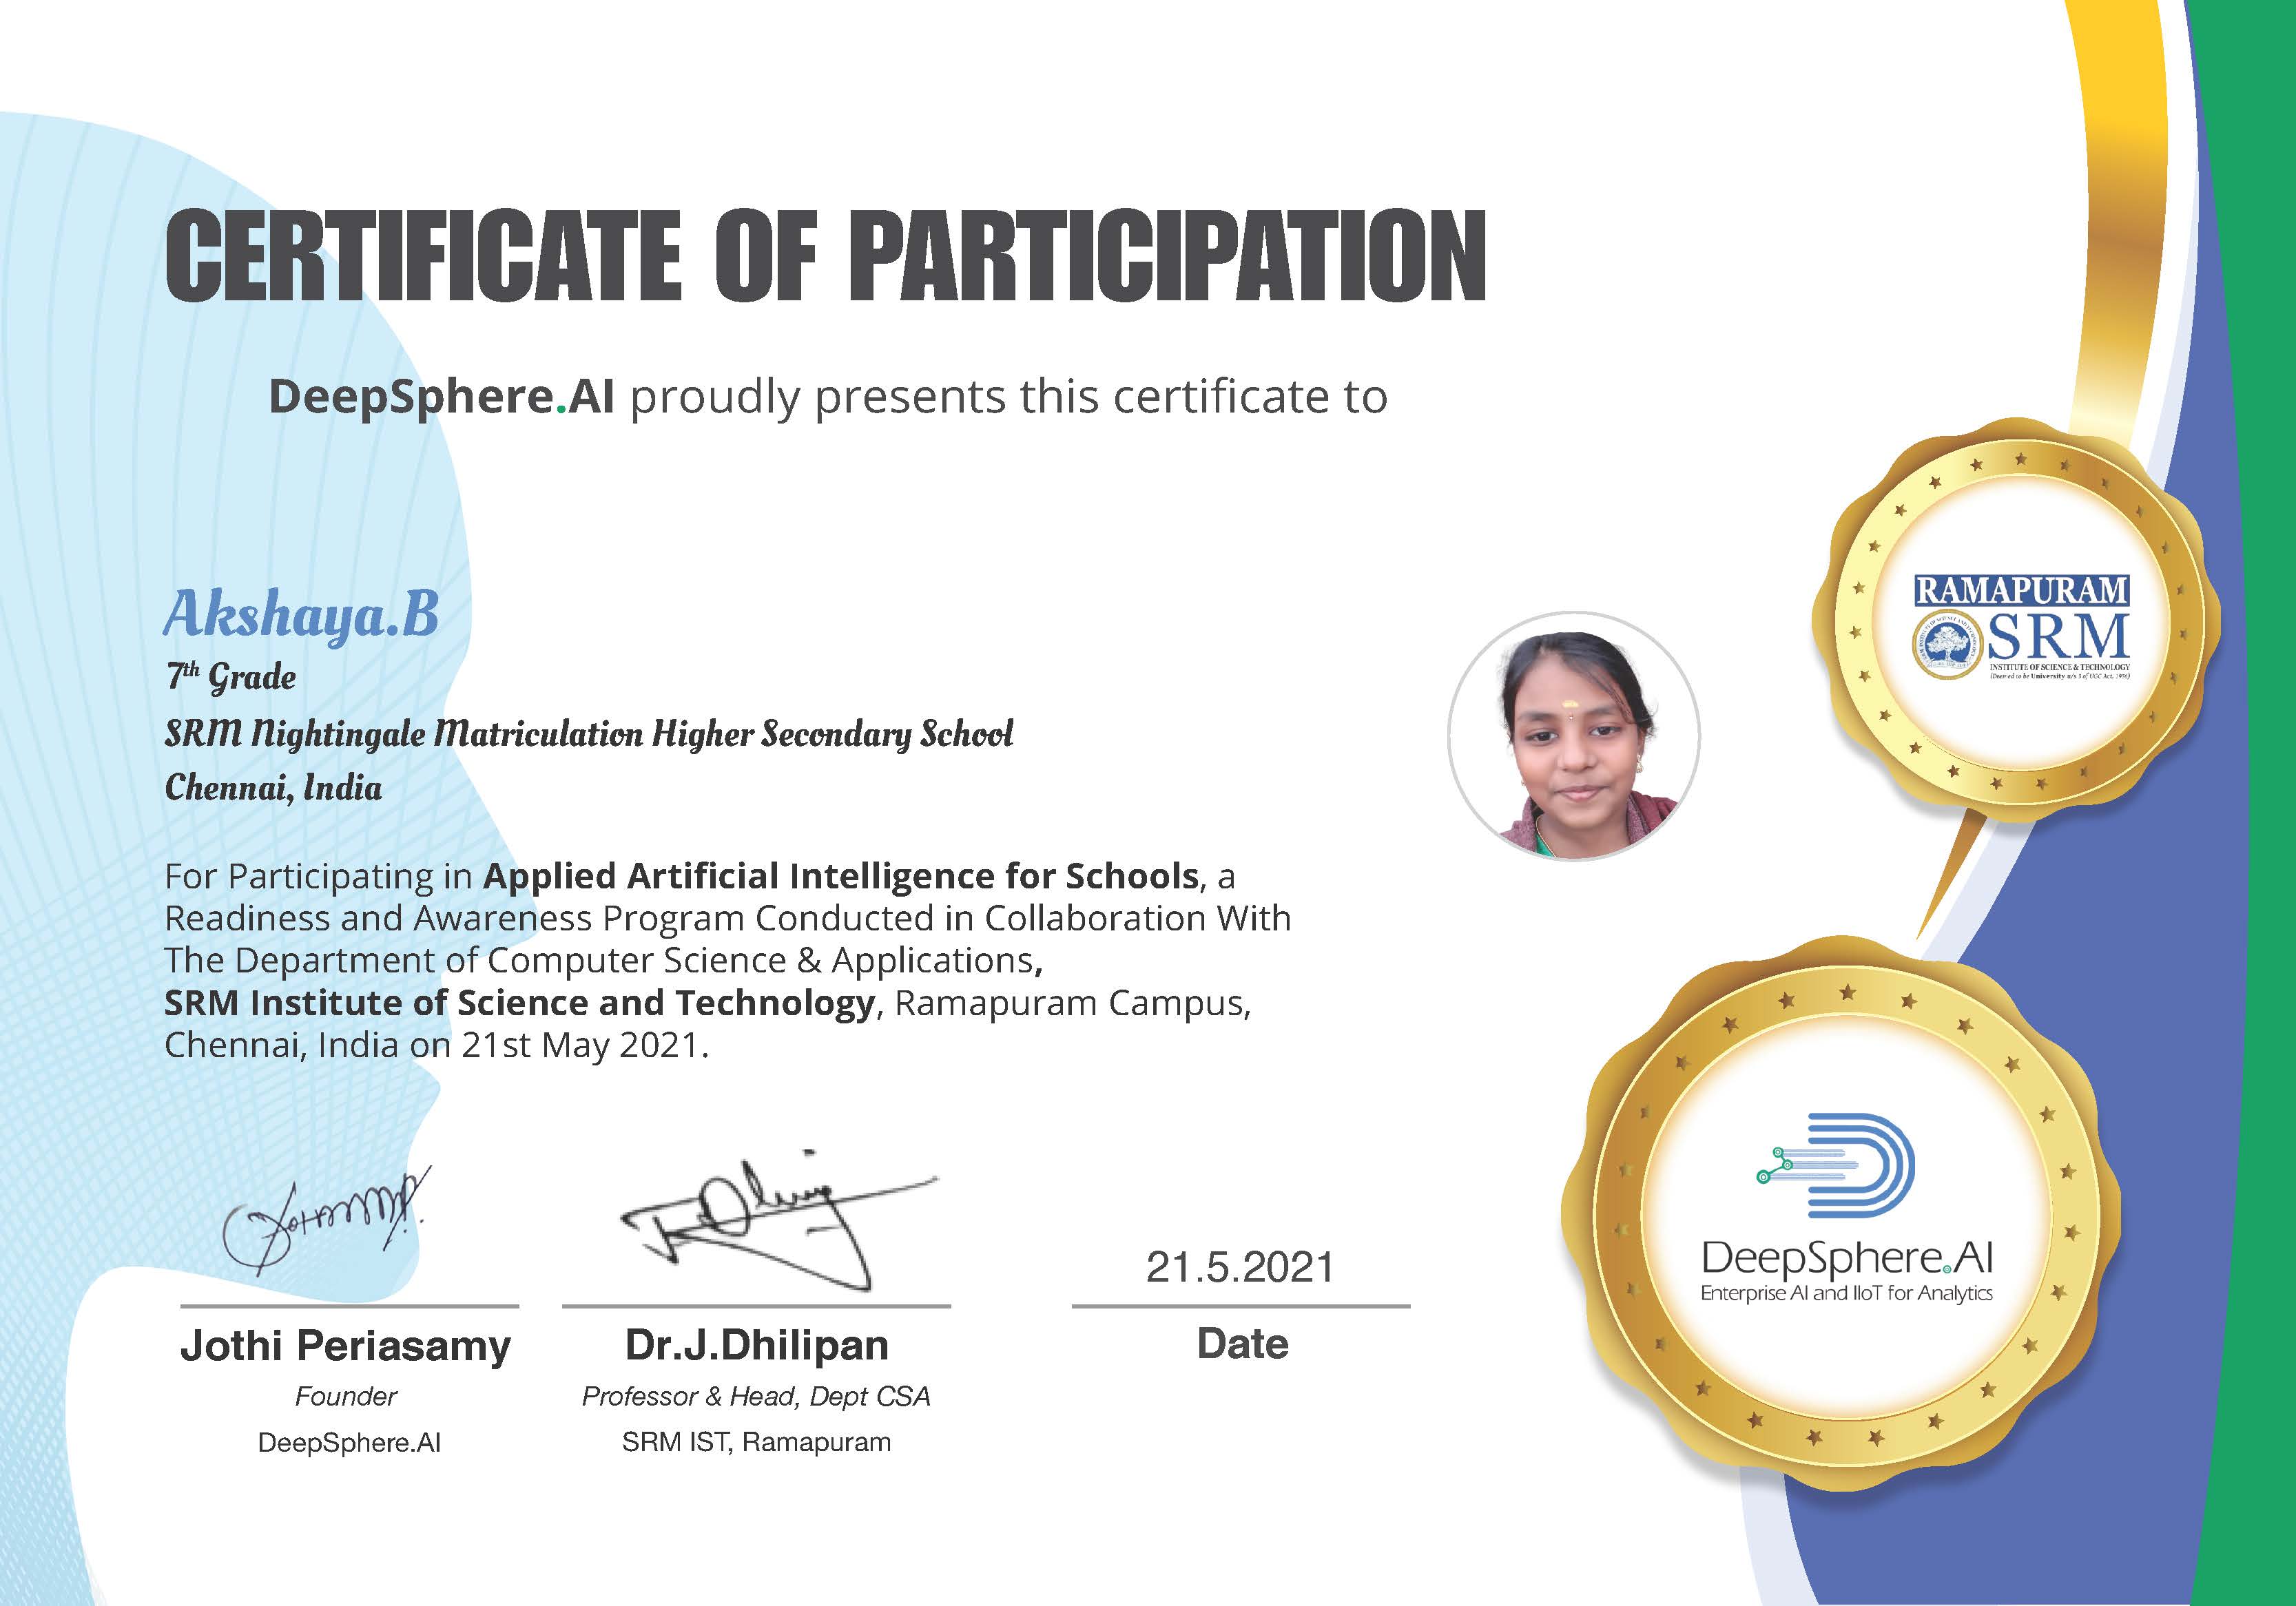 CERTIFICATE OF PARTICIPATION
DeepSphere.AI proudly presents this certificate to
Akshaya.B
7th Grade
SRM Nightingale Matriculation Higher Secondary School
Chennai, India
For Participating in Applied Artificial Intelligence for Schools, a
Readiness and Awareness Program Conducted in Collaboration With
The Department of Computer Science & Applications,
SRM Institute of Science and Technology, Ramapuram Campus,
Chennai, India on 21st May 2021.
21.5.2021
Jothi Periasamy
Founder
DeepSphere.AI
Dr.J.Dhilipan
Professor & Head, Dept CSA
SRM IST, Ramapuram
Date
RAMAPURAM
SRM
INSTITUTE OF SCIENCE & TECHNOLOGY
(Deemed to be University u/s 3 of UGC Act, 1956)
DeepSphere.AI
Enterprise AI and IIoT for Analytics